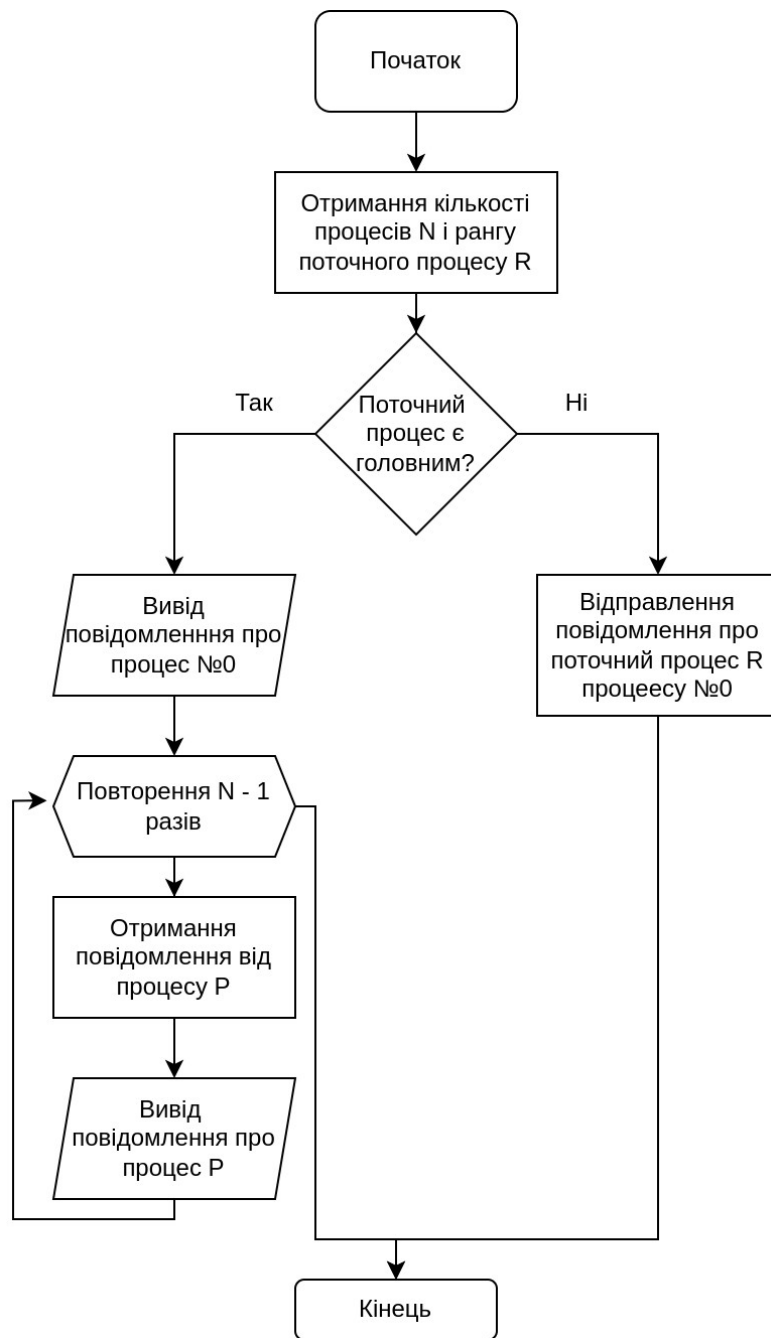 Початок
Отримання кількості
процесів N і рангу
поточного процесу R
Поточний
процес є
головним?
Так
Ні
Вивід
повідомленння про
процес №0
Відправлення
повідомлення про
поточний процес R
процеесу №0
Повторення N - 1
разів
Отримання
повідомлення від
процесу P
Вивід
повідомлення про
процес P
Кінець